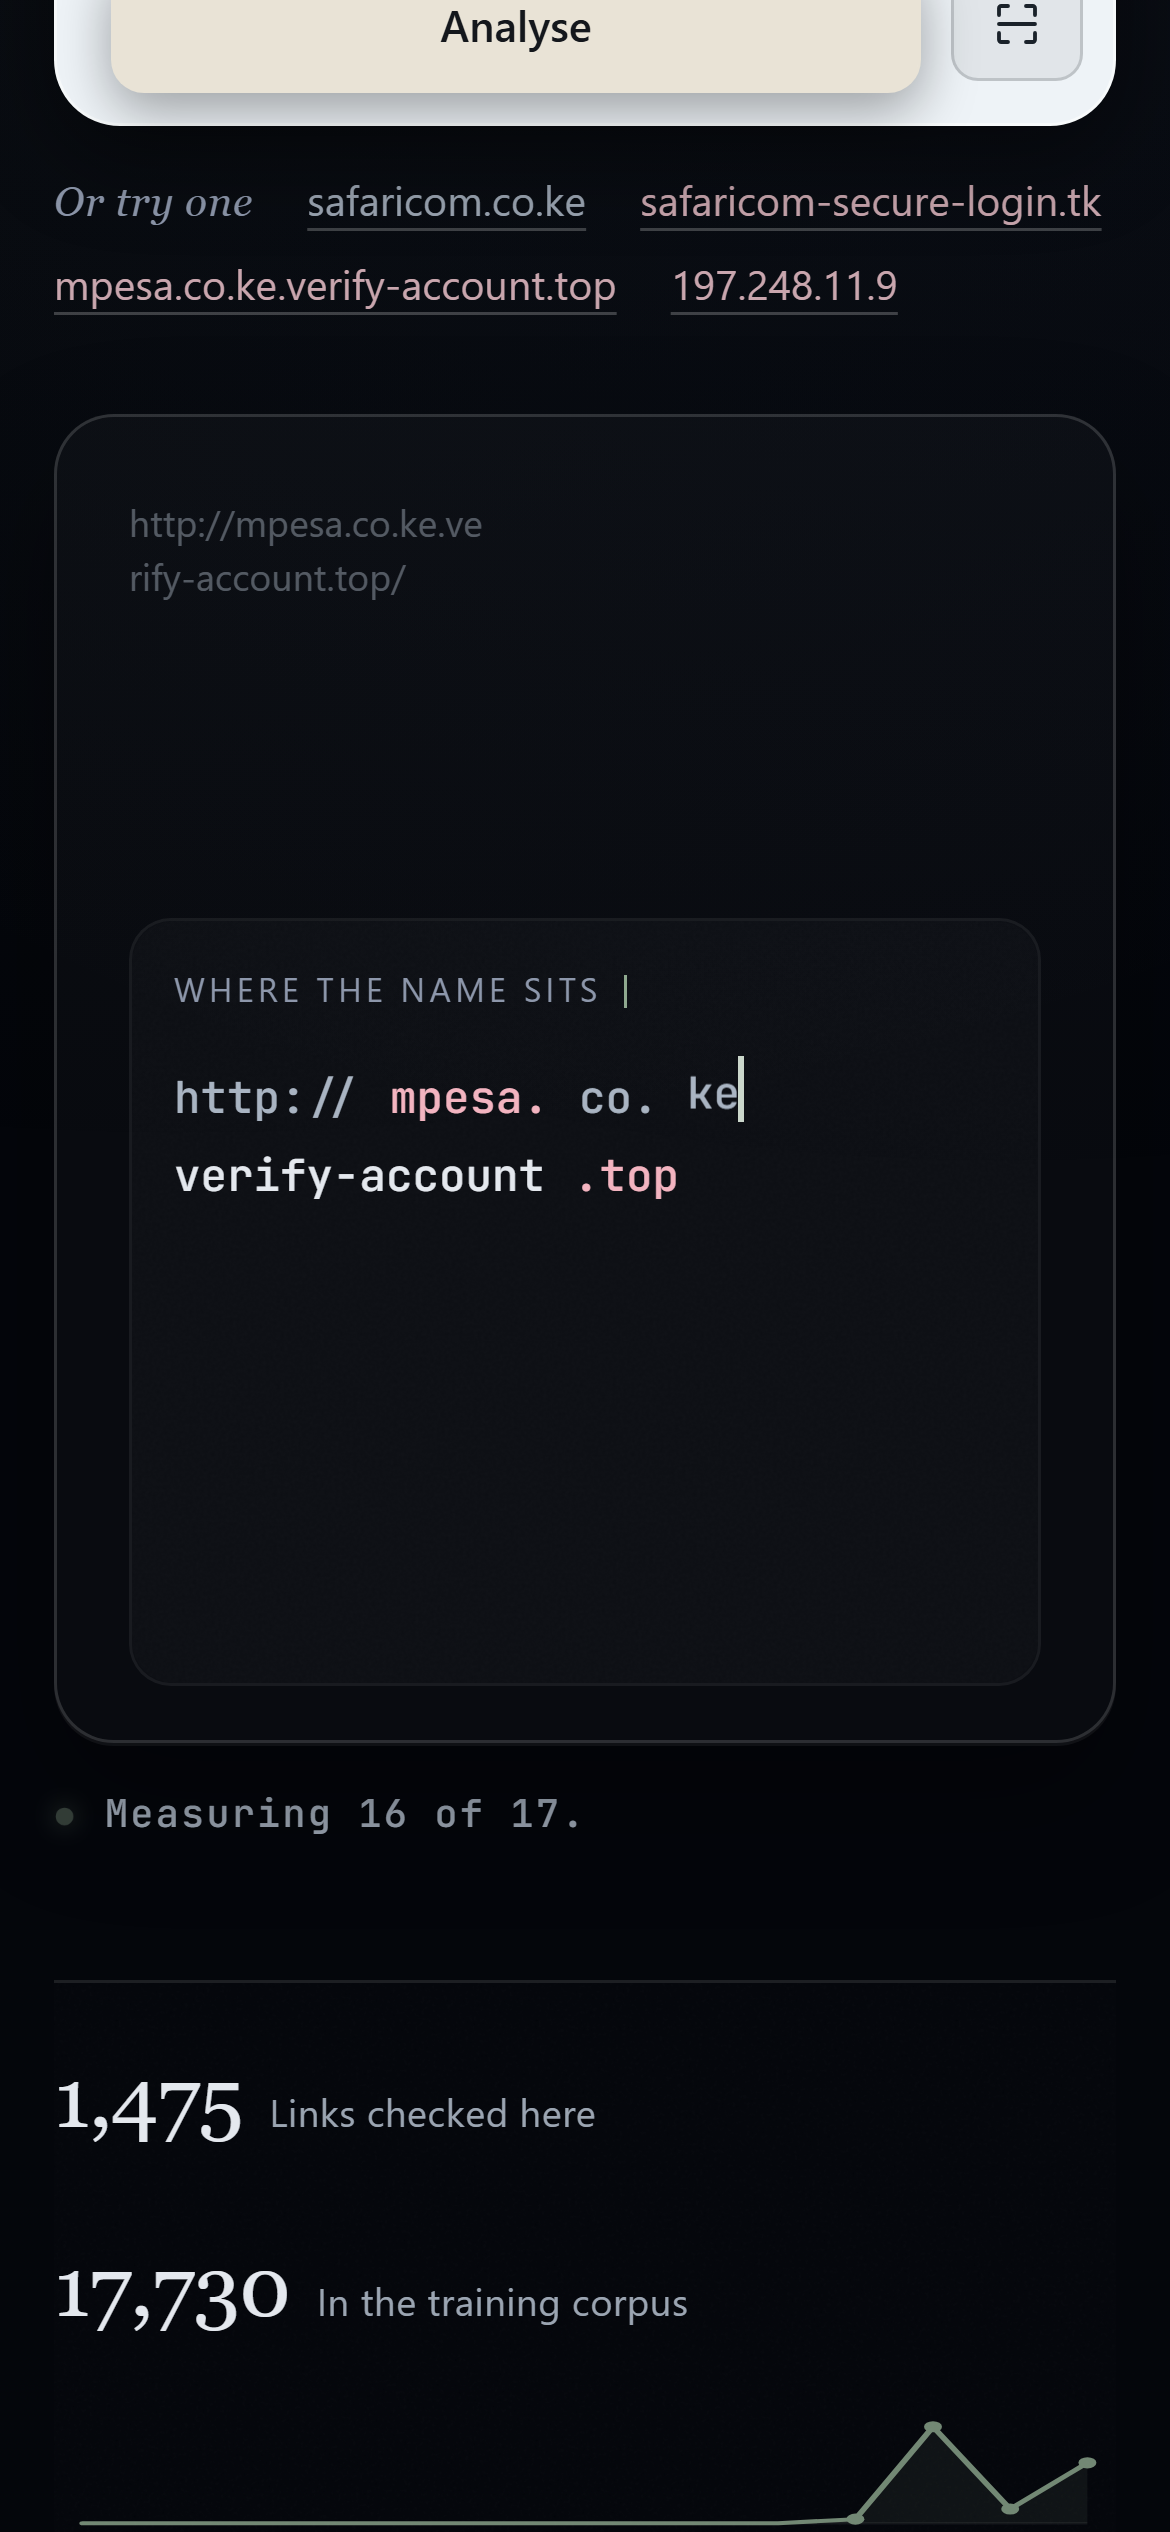 Analyse
Or try one safaricom.co.ke safaricom-secure-login.tk
mpesa.co.ke.verify-account.top 197.248.11.9
http://mpesa.co.ke.ve
rify-account.top/
WHERE THE NAME SITS
http:// mpesa. co. ke
verify-account .top
Measuring 16 of 17.
1,475 Links checked here
17,730 In the training corpus